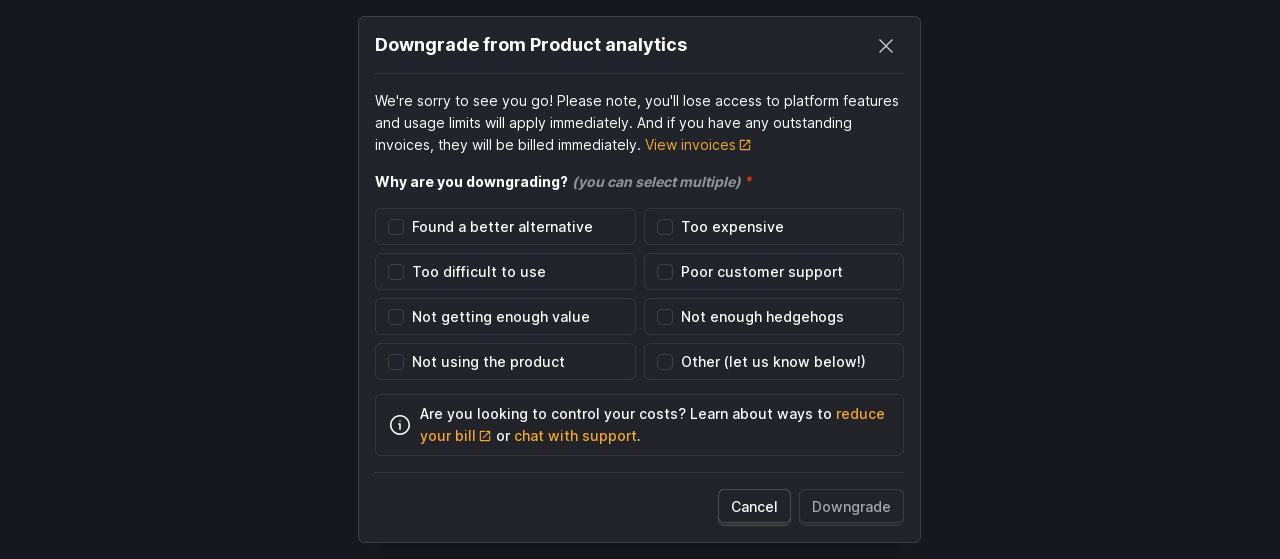 Downgrade from Product analytics
We're sorry to see you go! Please note, you'll lose access to platform features
and usage limits will apply immediately. And if you have any outstanding
invoices, they will be billed immediately. View invoices
Why are you downgrading? (you can select multiple) *
Found a better alternative
Too expensive
Too difficult to use
Poor customer support
Not getting enough value
Not enough hedgehogs
Not using the product
Other (let us know below!)
Are you looking to control your costs? Learn about ways to reduce
your bill or chat with support.
Cancel
Downgrade